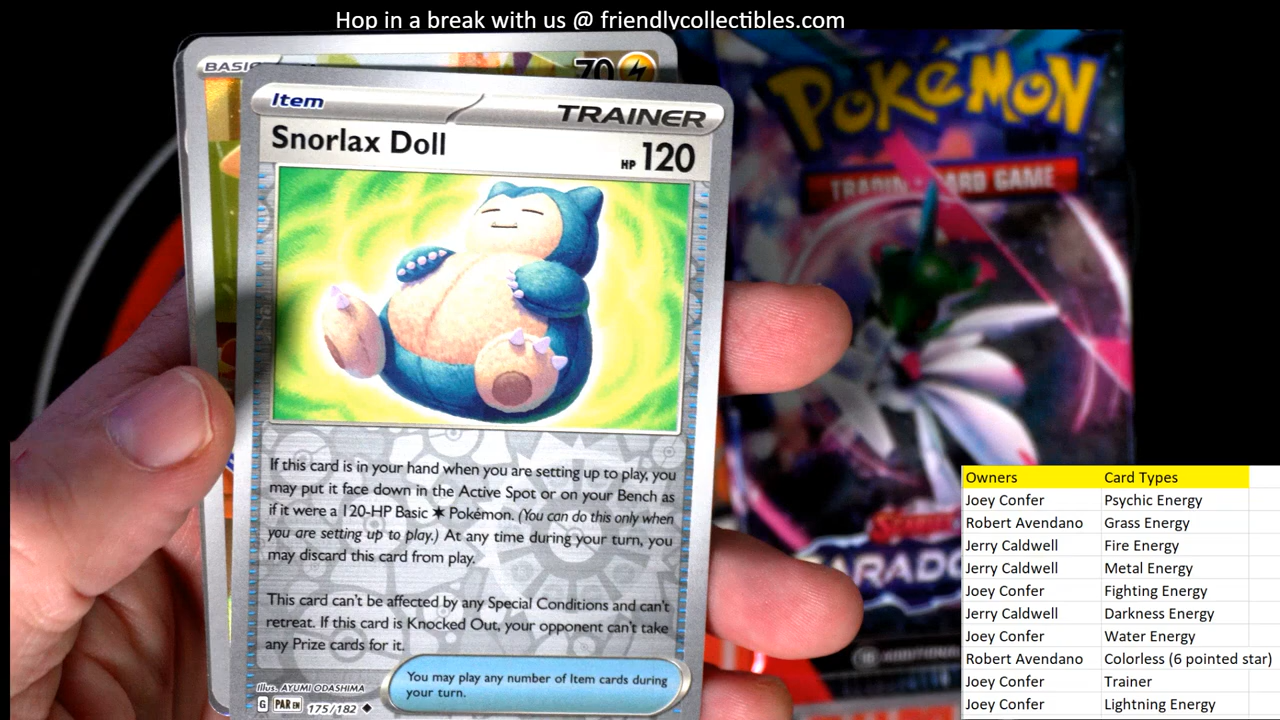 Hop in a break with us @ friendlycollectibles.com
BASIC
70
Item
TRAINER
Snorlax Doll
HP 120
If this card is in your hand when you are setting up to play, you
may put it face down in the Active Spot or on your Bench as
if it were a 120-HP Basic ✶ Pokémon. (You can do this only when
you are setting up to play.) At any time during your turn, you
may discard this card from play.
This card can't be affected by any Special Conditions and can't
retreat. If this card is Knocked Out, your opponent can't take
any Prize cards for it.
You may play any number of Item cards during
your turn.
Illus. AYUMI ODASHIMA
G PAR EN 175/182
POKéMON
TRADING CARD GAME
Owners Card Types
Joey Confer Psychic Energy
Robert Avendano Grass Energy
Jerry Caldwell Fire Energy
Jerry Caldwell Metal Energy
Joey Confer Fighting Energy
Jerry Caldwell Darkness Energy
Joey Confer Water Energy
Robert Avendano Colorless (6 pointed star)
Joey Confer Trainer
Joey Confer Lightning Energy